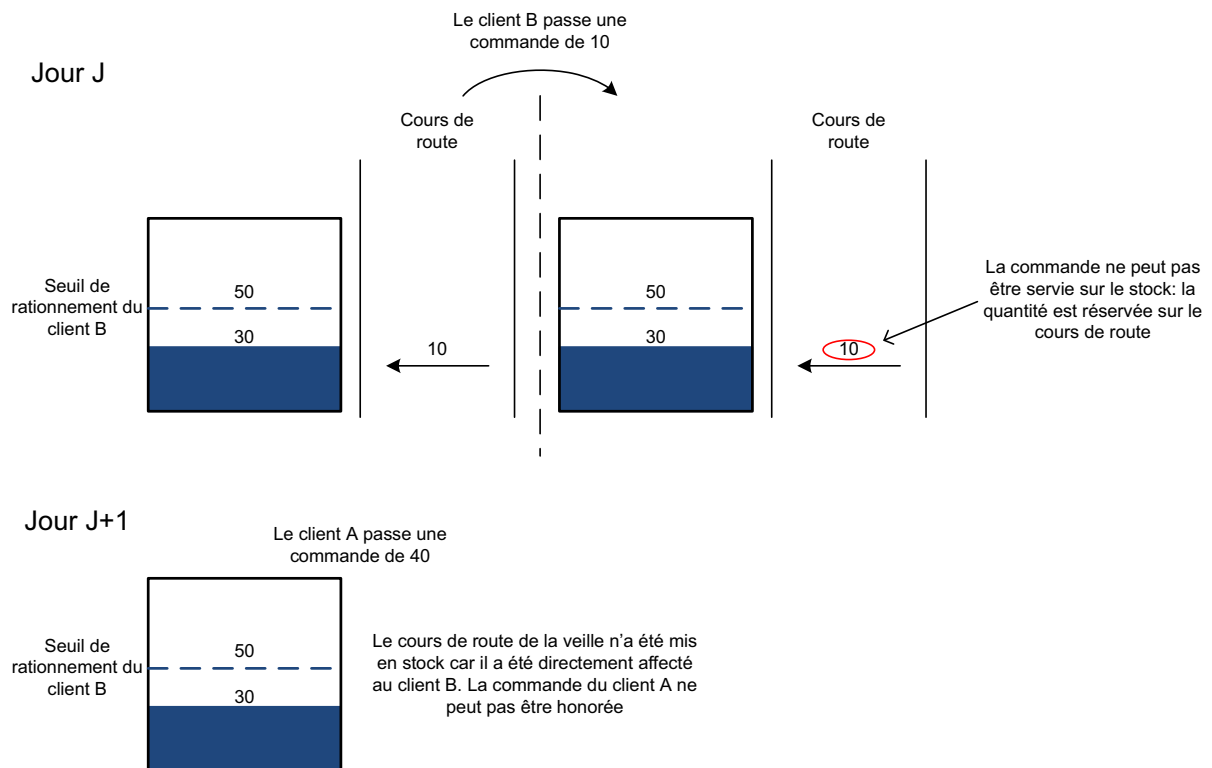 Le client B passe une
commande de 10
Jour J
Cours de
route
Cours de
route
Seuil de
rationnement du
client B
50
30
10
50
30
10
La commande ne peut pas
être servie sur le stock: la
quantité est réservée sur le
cours de route
Jour J+1
Le client A passe une
commande de 40
Seuil de
rationnement du
client B
50
30
Le cours de route de la veille n’a été mis
en stock car il a été directement affecté
au client B. La commande du client A ne
peut pas être honorée